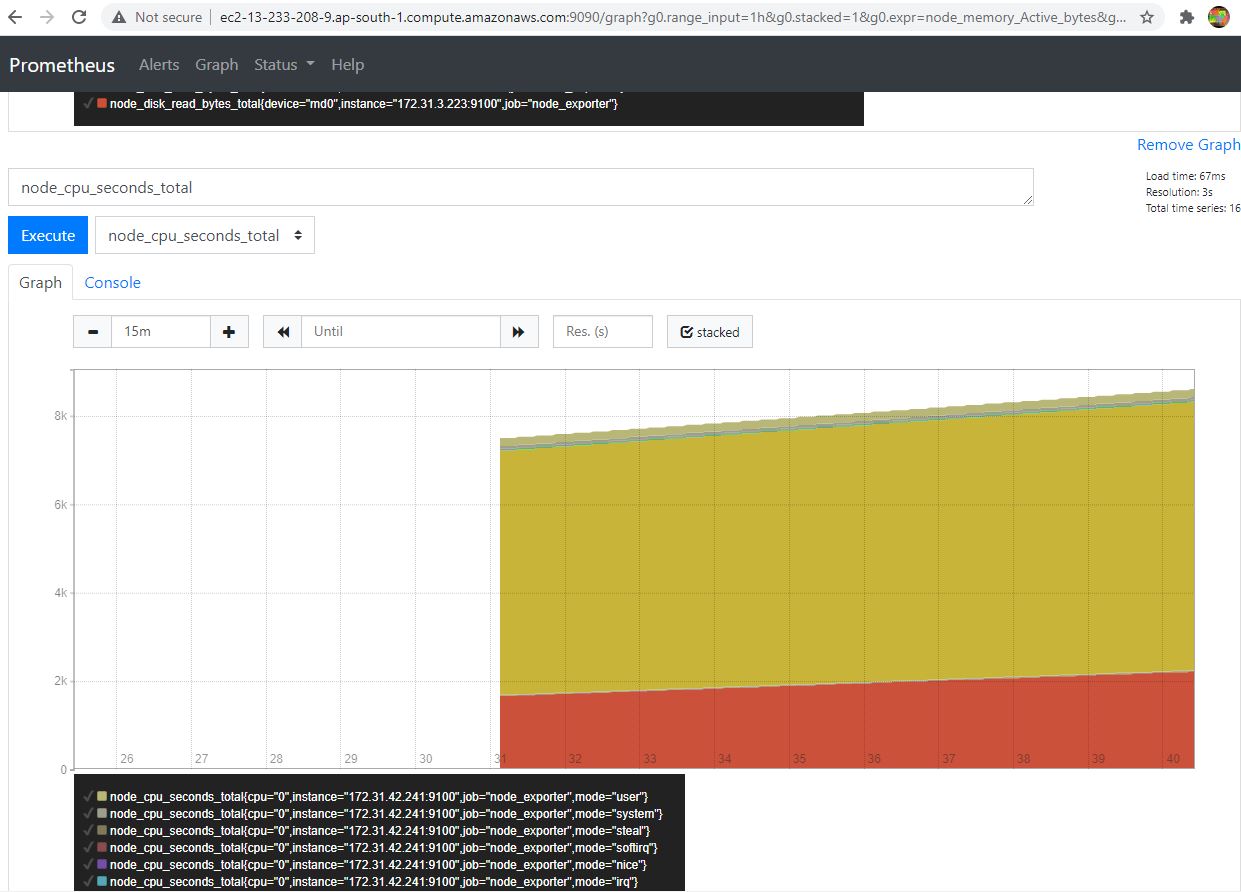 Not secure | ec2-13-233-208-9.ap-south-1.compute.amazonaws.com:9090/graph?g0.range_input=1h&g0.stacked=1&g0.expr=node_memory_Active_bytes&g...
Prometheus Alerts Graph Status Help
node_disk_read_bytes_total{device="md0",instance="172.31.3.223:9100",job="node_exporter"}
Remove Graph
node_cpu_seconds_total
Load time: 67ms
Resolution: 3s
Total time series: 16
Execute node_cpu_seconds_total
Graph Console
15m Until Res. (s) stacked
8k
6k
4k
2k
0
26 27 28 29 30 31 32 33 34 35 36 37 38 39 40
node_cpu_seconds_total{cpu="0",instance="172.31.42.241:9100",job="node_exporter",mode="user"}
node_cpu_seconds_total{cpu="0",instance="172.31.42.241:9100",job="node_exporter",mode="system"}
node_cpu_seconds_total{cpu="0",instance="172.31.42.241:9100",job="node_exporter",mode="steal"}
node_cpu_seconds_total{cpu="0",instance="172.31.42.241:9100",job="node_exporter",mode="softirq"}
node_cpu_seconds_total{cpu="0",instance="172.31.42.241:9100",job="node_exporter",mode="nice"}
node_cpu_seconds_total{cpu="0",instance="172.31.42.241:9100",job="node_exporter",mode="irq"}